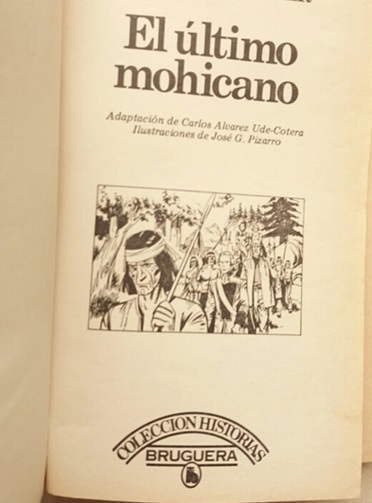 El último
mohicano
Adaptación de Carlos Alvarez Ude-Cotera
Ilustraciones de José G. Pizarro
COLECCION HISTORIAS
BRUGUERA